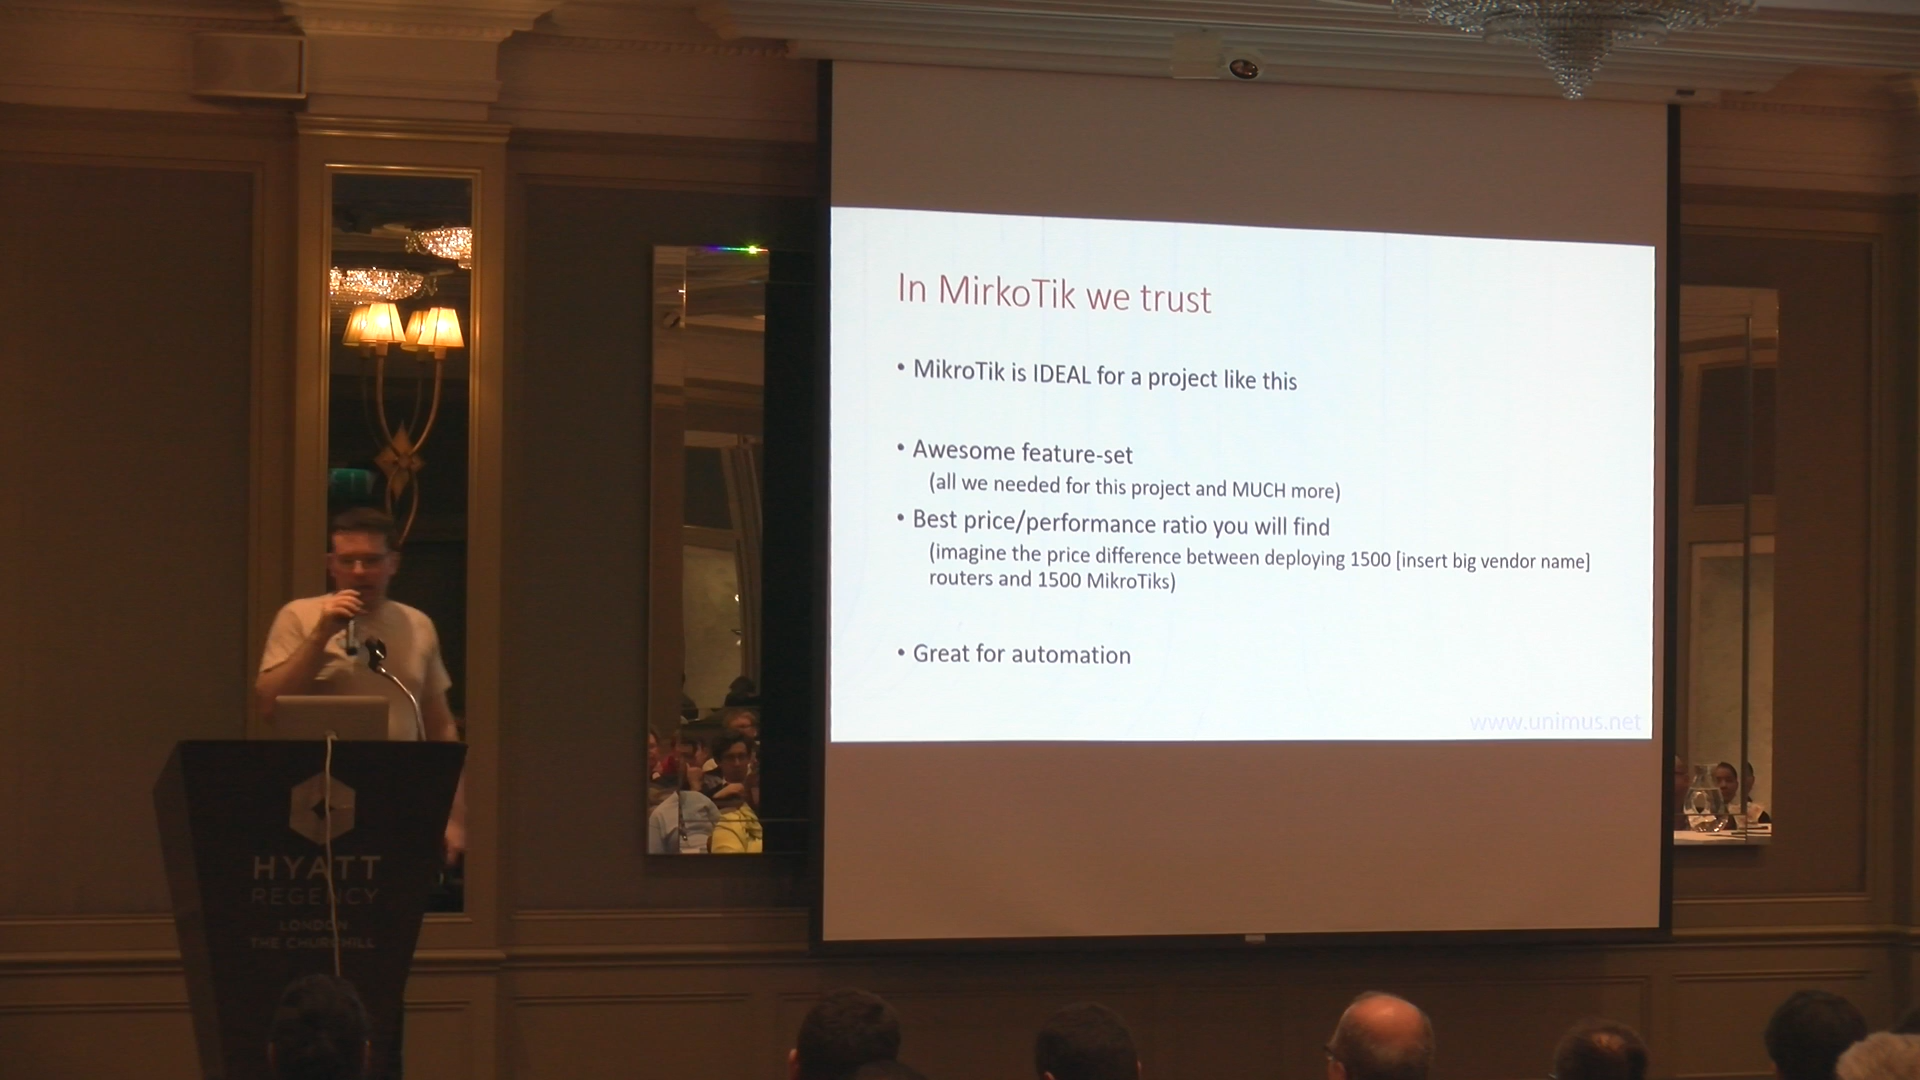 In MirkoTik we trust
• MikroTik is IDEAL for a project like this
• Awesome feature-set
(all we needed for this project and MUCH more)
• Best price/performance ratio you will find
(imagine the price difference between deploying 1500 [insert big vendor name]
routers and 1500 MikroTiks)
• Great for automation
www.unimus.net
HYATT
REGENCY
LONDON
THE CHURCHILL